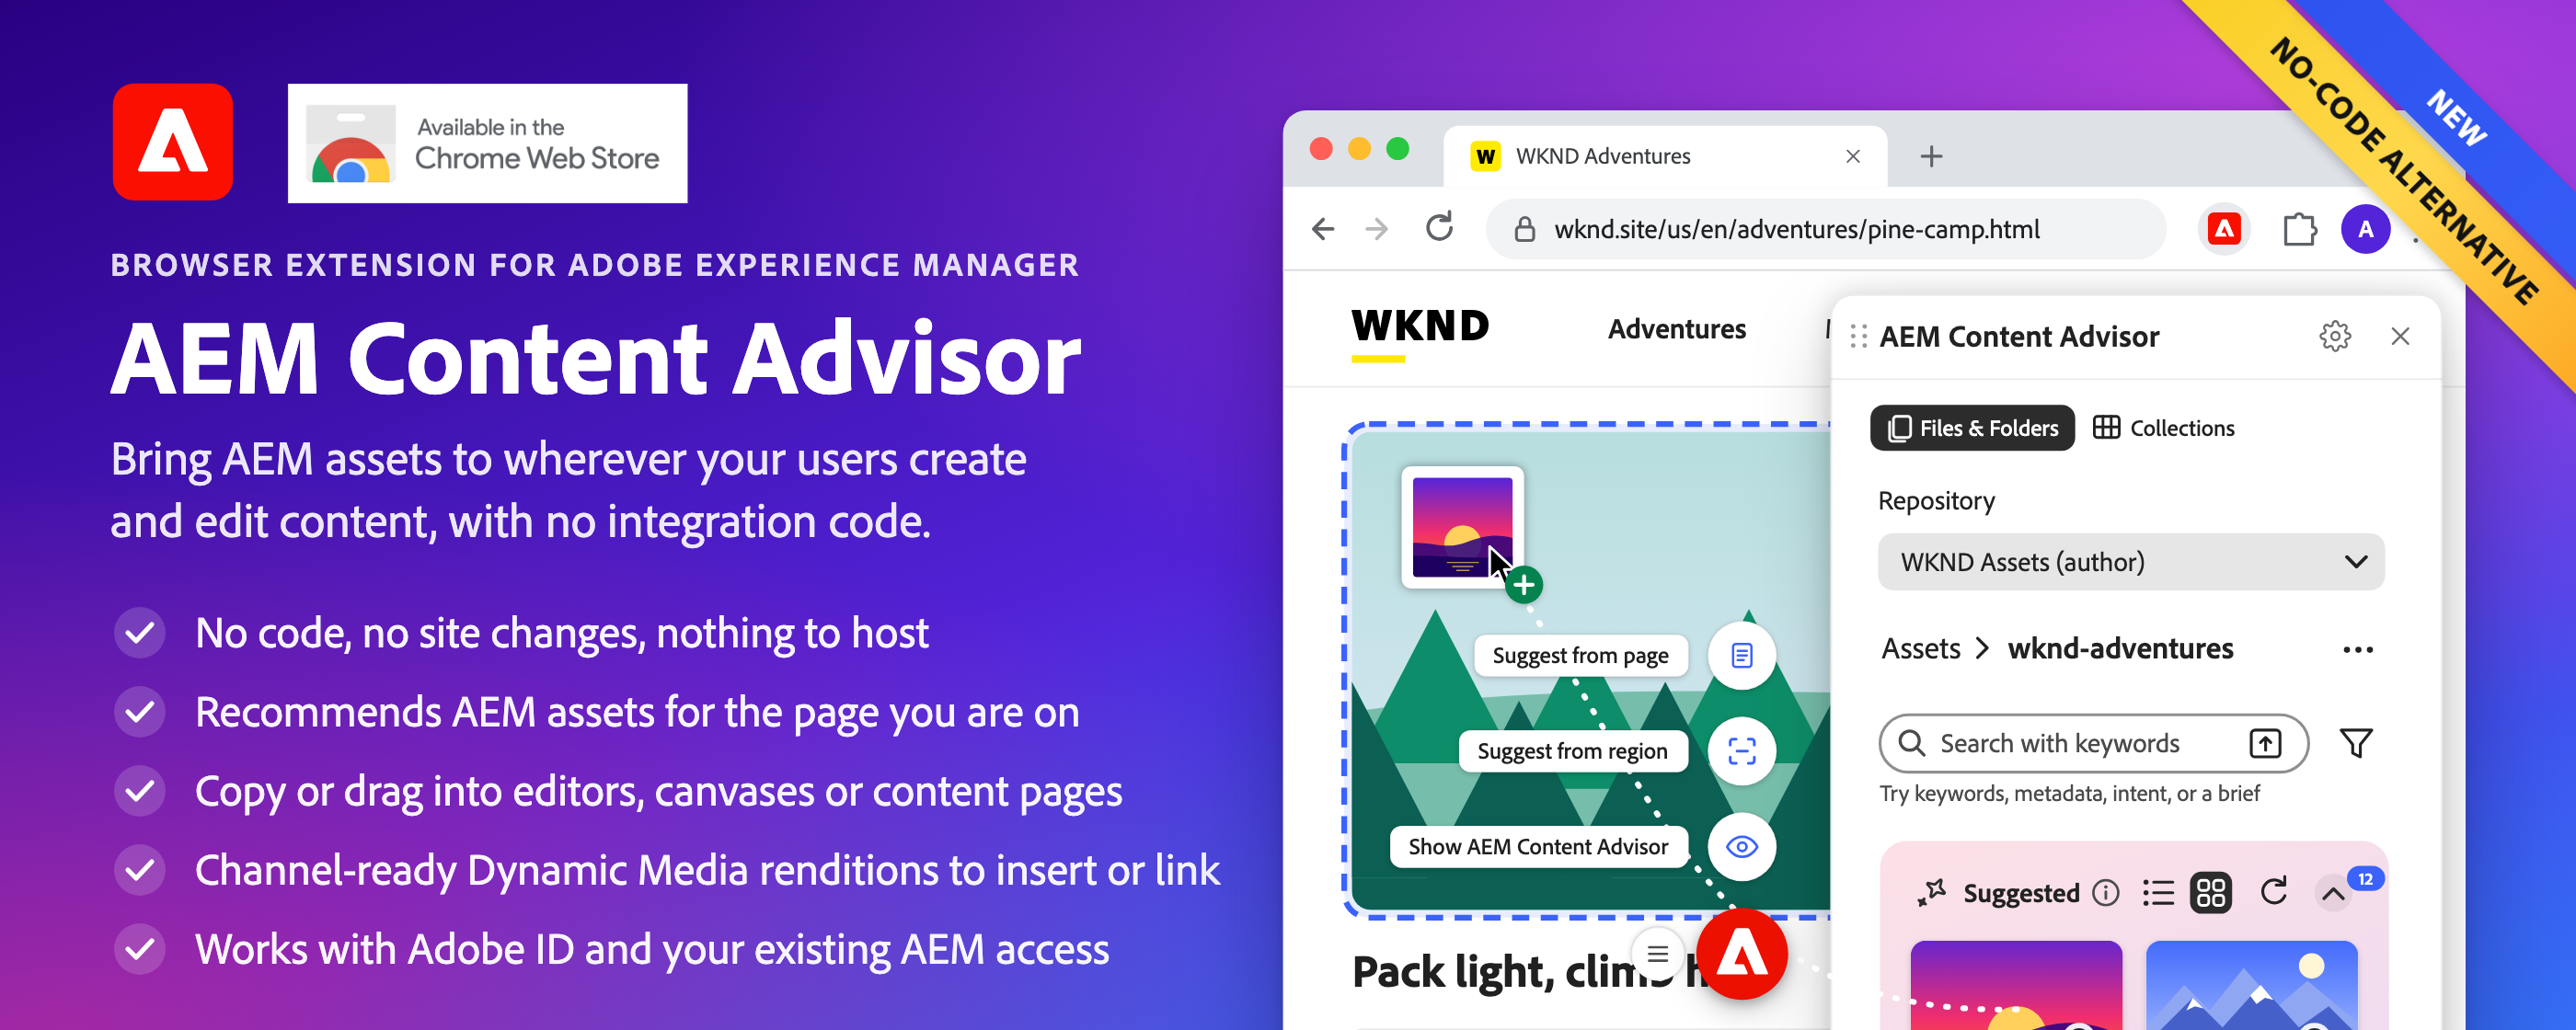 Available in the
Chrome Web Store
BROWSER EXTENSION FOR ADOBE EXPERIENCE MANAGER
AEM Content Advisor
Bring AEM assets to wherever your users create
and edit content, with no integration code.
No code, no site changes, nothing to host
Recommends AEM assets for the page you are on
Copy or drag into editors, canvases or content pages
Channel-ready Dynamic Media renditions to insert or link
Works with Adobe ID and your existing AEM access
NEW
NO-CODE ALTERNATIVE
W WKND Adventures
wknd.site/us/en/adventures/pine-camp.html
A
WKND
Adventures
Suggest from page
Suggest from region
Show AEM Content Advisor
Pack light,
AEM Content Advisor
Files & Folders
Collections
Repository
WKND Assets (author)
Assets > wknd-adventures
Search with keywords
Try keywords, metadata, intent, or a brief
Suggested
12